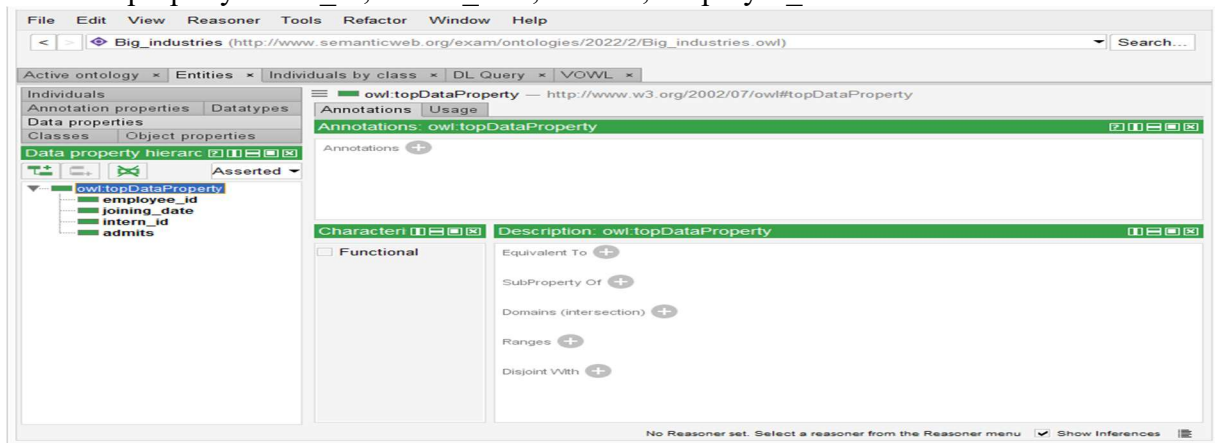 File Edit View Reasoner Tools Refactor Window Help
< > Big_industries (http://www.semanticweb.org/exam/ontologies/2022/2/Big_industries.owl) Search...
Active ontology × Entities × Individuals by class × DL Query × VOWL ×
Individuals
Annotation properties Datatypes
Data properties
Classes Object properties
Data property hierarc
Asserted
owl:topDataProperty
employee_id
joining_date
intern_id
admits
owl:topDataProperty — http://www.w3.org/2002/07/owl#topDataProperty
Annotations Usage
Annotations: owl:topDataProperty
Annotations
Characteri
Functional
Description: owl:topDataProperty
Equivalent To
SubProperty Of
Domains (intersection)
Ranges
Disjoint With
No Reasoner set. Select a reasoner from the Reasoner menu Show Inferences